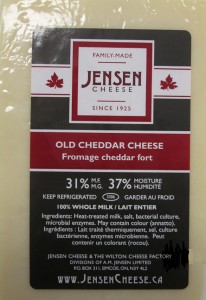 FAMILY-MADE
JENSEN
CHEESE
SINCE 1925
OLD CHEDDAR CHEESE
Fromage cheddar fort
31% M.F. M.G. 37% MOISTURE HUMIDITÉ
KEEP REFRIGERATED GARDER AU FROID
100% WHOLE MILK / LAIT ENTIER
Ingredients: Heat-treated milk, salt, bacterial culture,
microbial enzymes. May contain colour (annatto)
Ingrédients : Lait traité thermiquement, sel, culture
bactérienne, enzymes microbienne. Peut
contenir un colorant (rocou).
JENSEN CHEESE & THE WILTON CHEESE FACTORY
DIVISIONS OF A.M. JENSEN LIMITED
P.O. BOX 311, SIMCOE, ON, N3Y 4L2
WWW.JENSENCHEESE.CA